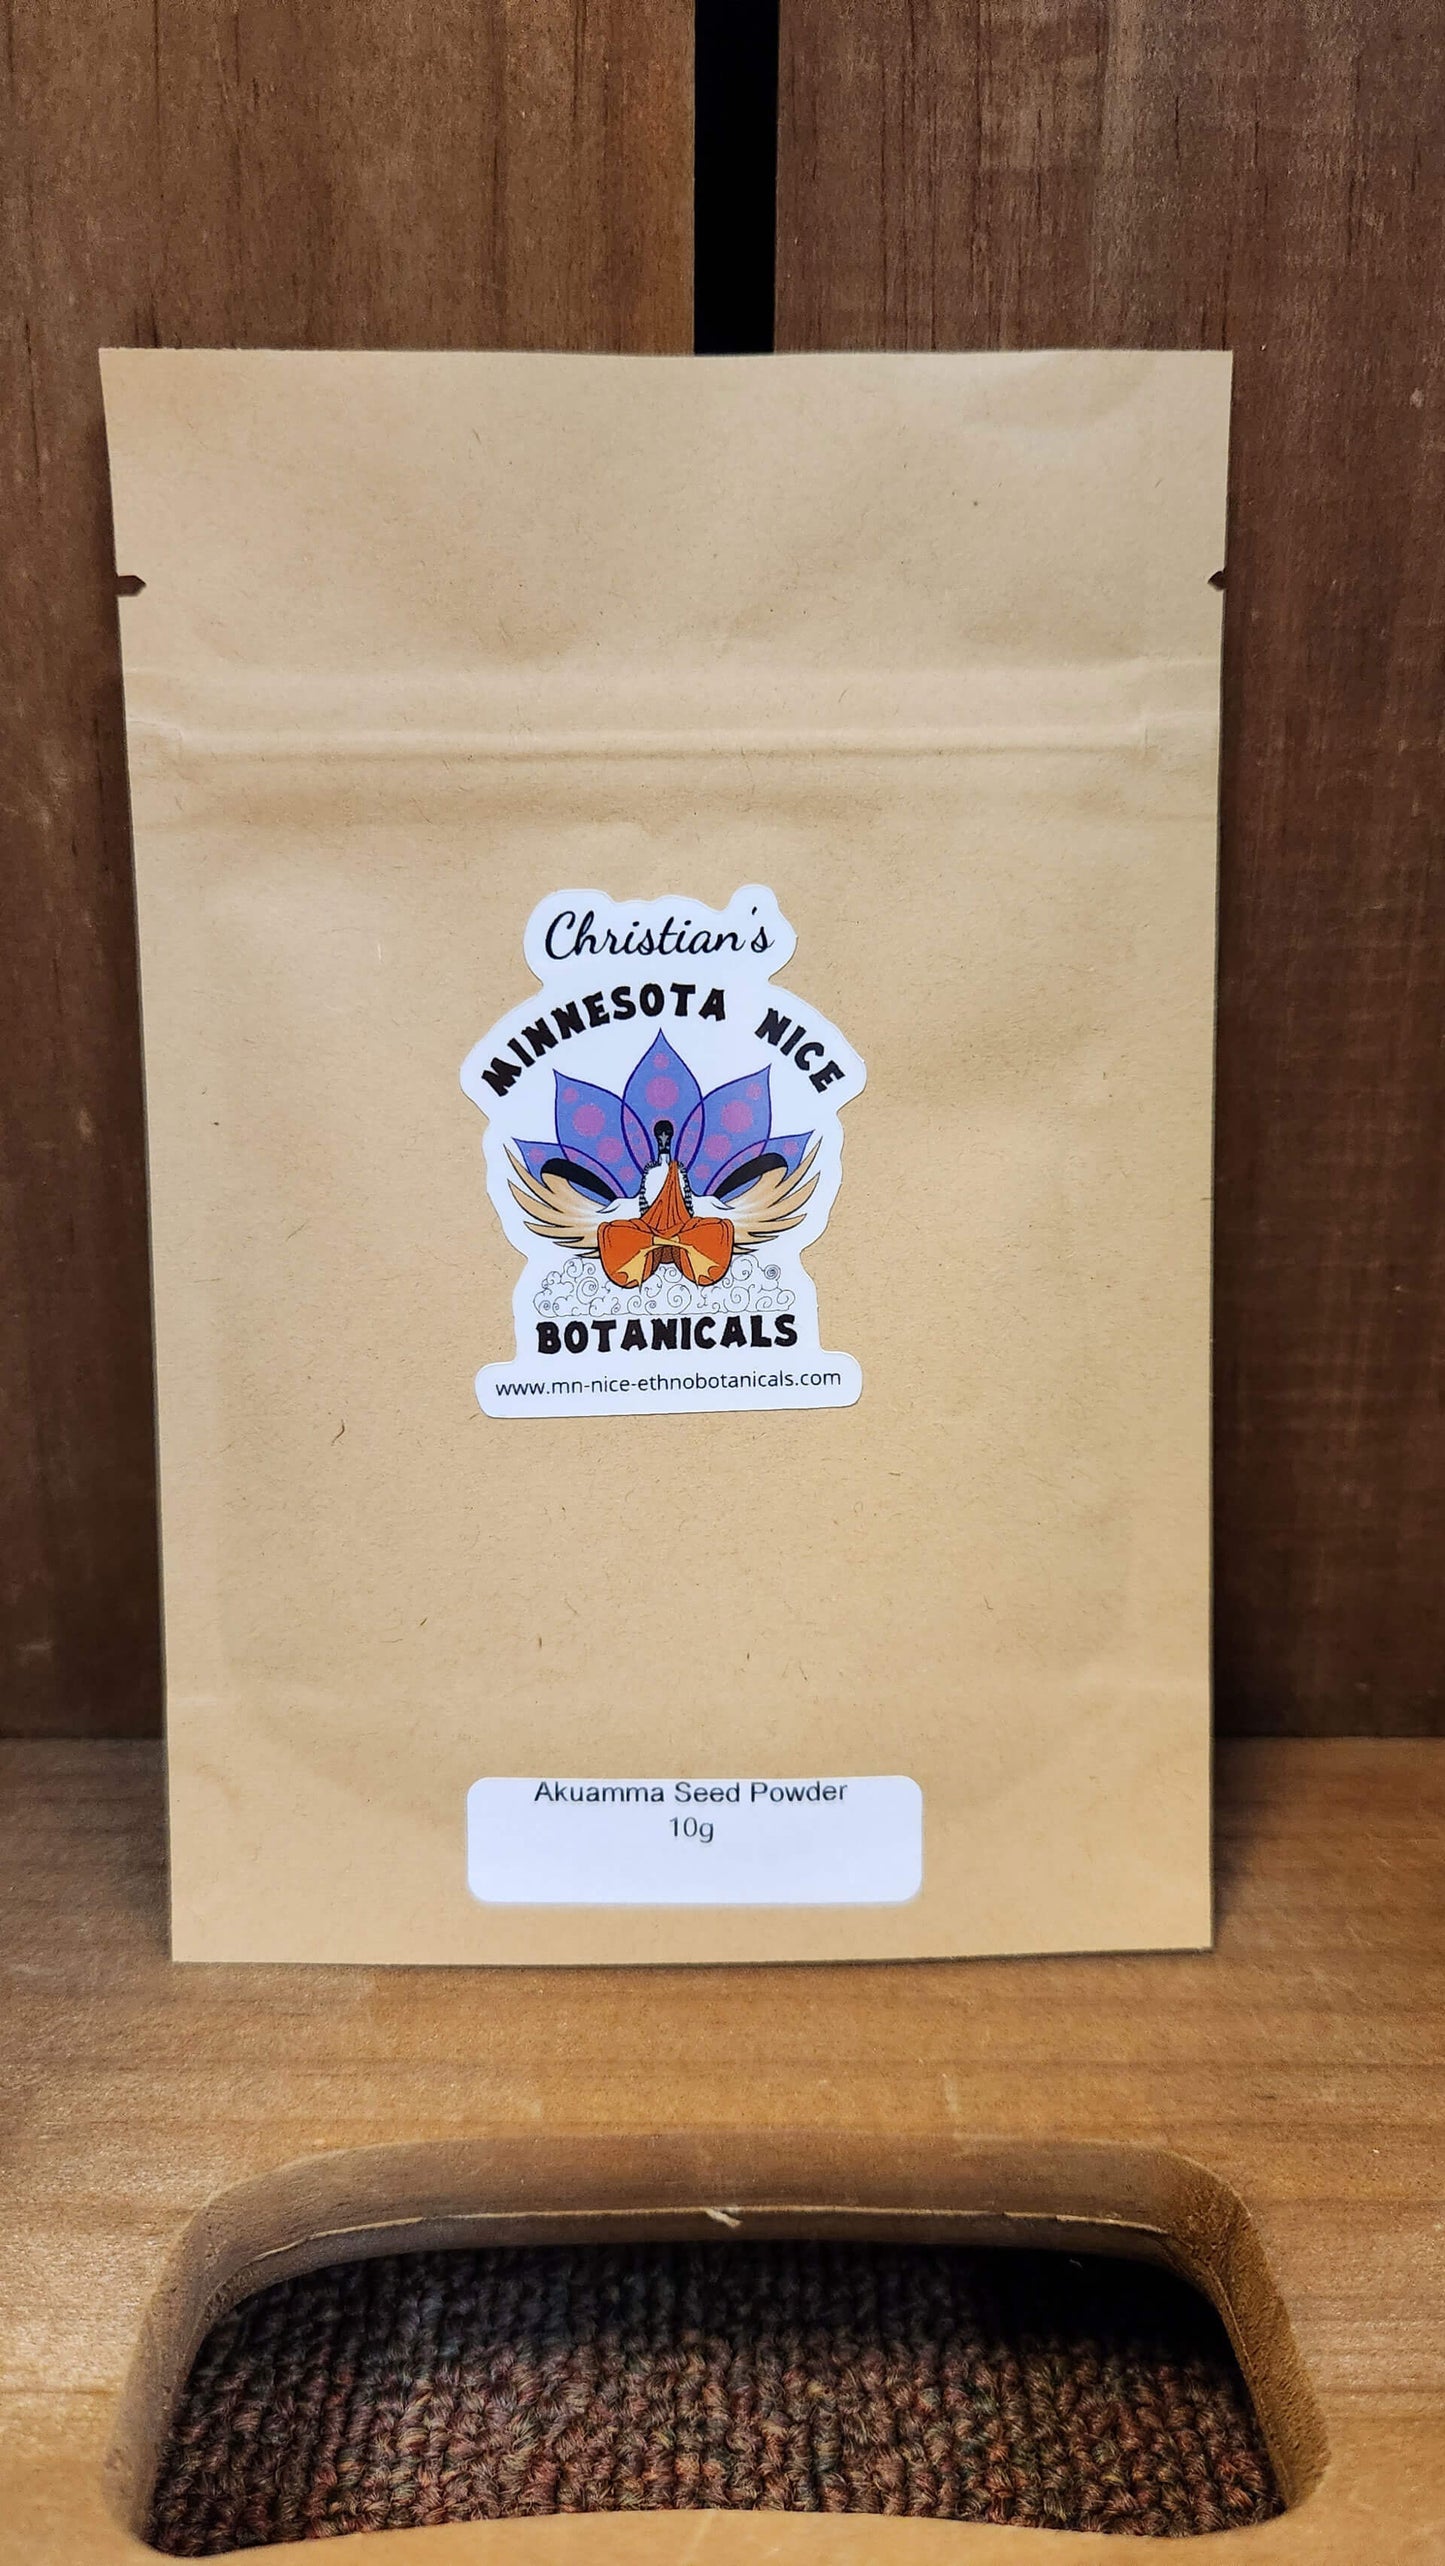 Christian's
MINNESOTA NICE
BOTANICALS
www.mn-nice-ethnobotanicals.com
Akuamma Seed Powder
10g